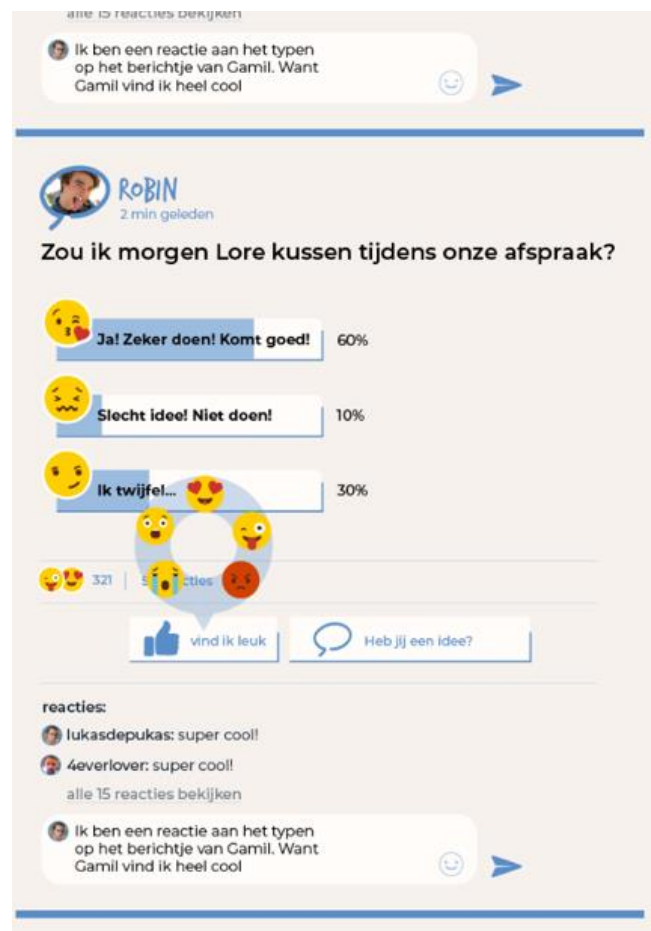 alle 15 reacties bekijken
Ik ben een reactie aan het typen
op het berichtje van Gamil. Want
Gamil vind ik heel cool
ROBIN
2 min geleden
Zou ik morgen Lore kussen tijdens onze afspraak?
Ja! Zeker doen! Komt goed! 60%
Slecht idee! Niet doen! 10%
Ik twijfel... 30%
321
vind ik leuk Heb jij een idee?
reacties:
lukasdepukas: super cool!
4everlover: super cool!
alle 15 reacties bekijken
Ik ben een reactie aan het typen
op het berichtje van Gamil. Want
Gamil vind ik heel cool